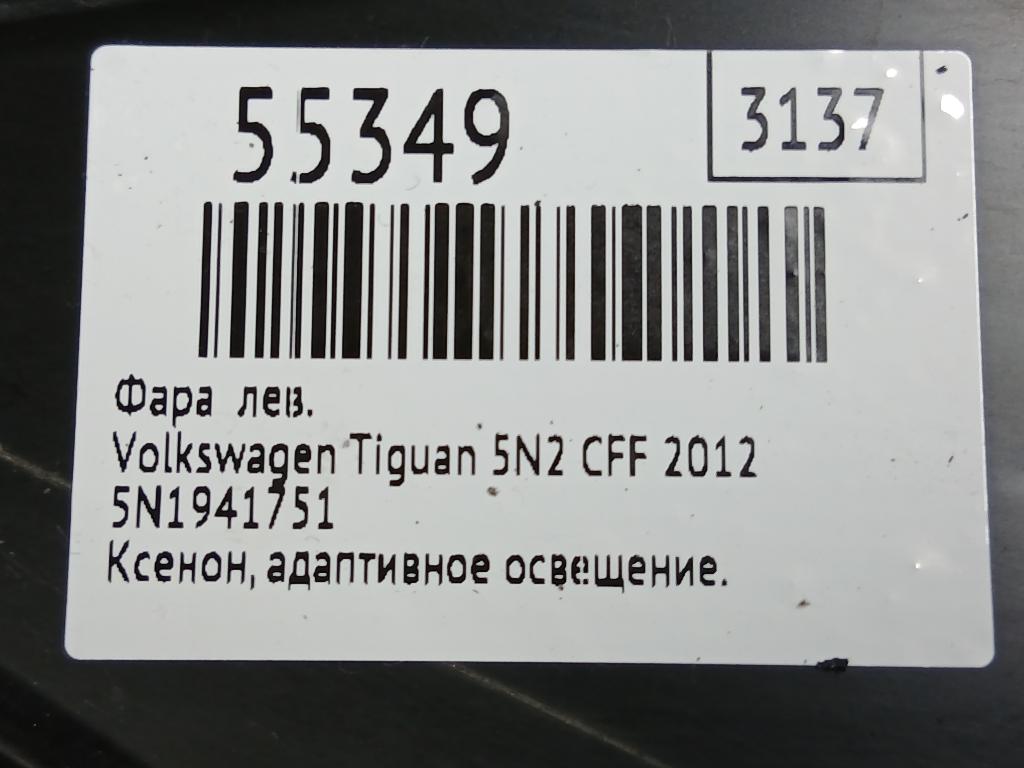 55349
3137
Фара лев.
Volkswagen Tiguan 5N2 CFF 2012
5N1941751
Ксенон, адаптивное освещение.